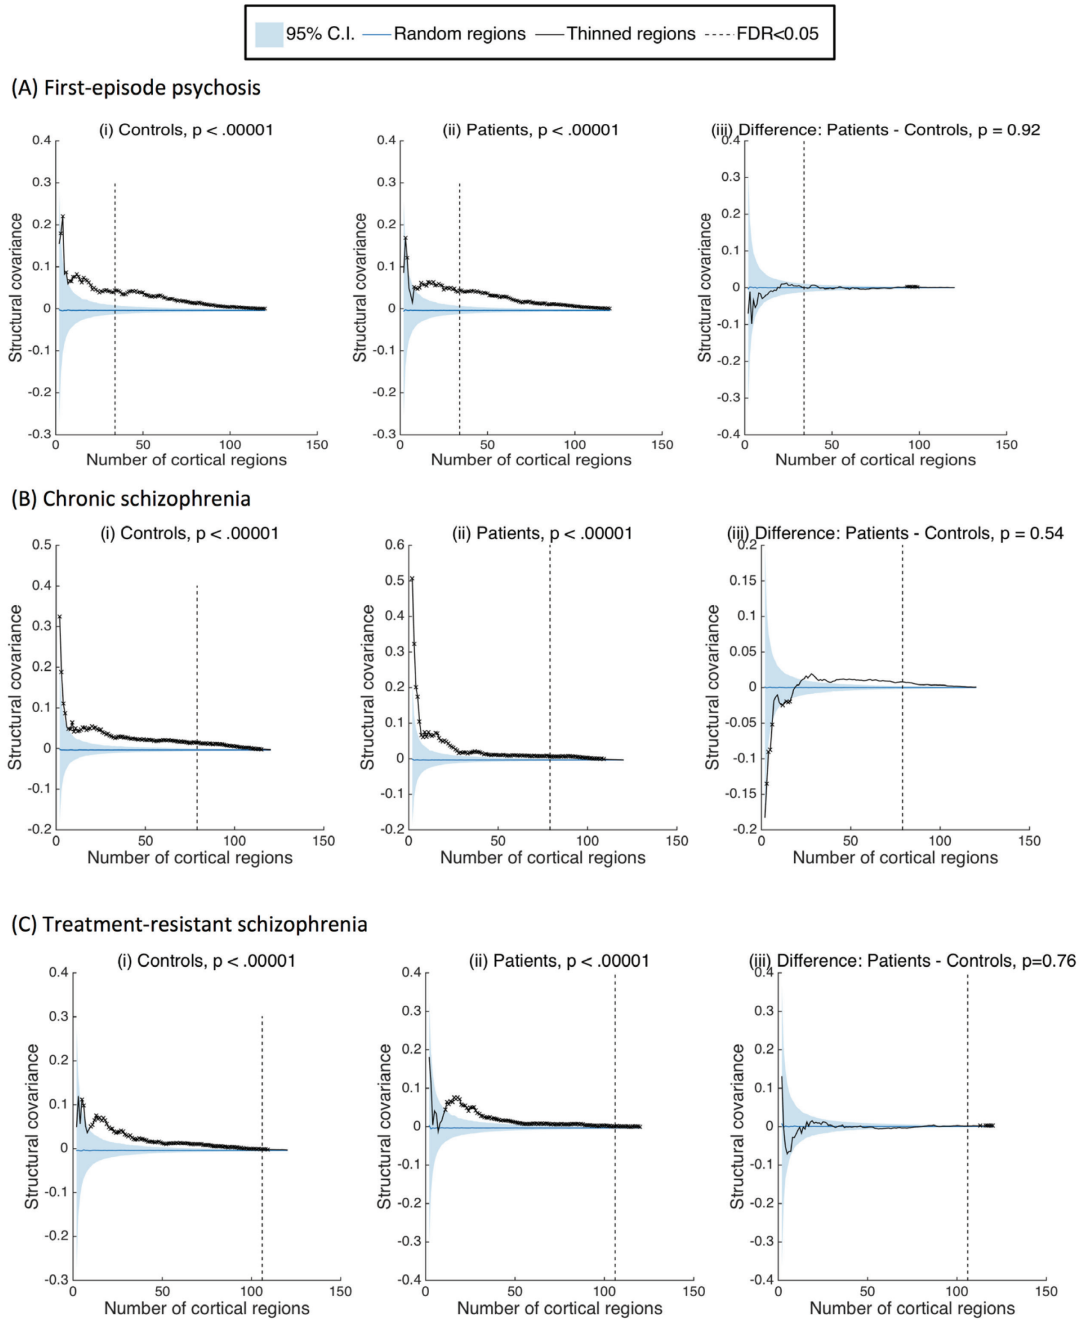 95% C.I. Random regions Thinned regions FDR<0.05
(A) First-episode psychosis
(i) Controls, p < .00001
(ii) Patients, p < .00001
(iii) Difference: Patients - Controls, p = 0.92
Structural covariance
0.4
0.3
0.2
0.1
0
-0.1
-0.2
-0.3
0 50 100 150
Number of cortical regions
Structural covariance
0.4
0.3
0.2
0.1
0
-0.1
-0.2
-0.3
0 50 100 150
Number of cortical regions
Structural covariance
0.4
0.3
0.2
0.1
0
-0.1
-0.2
-0.3
-0.4
0 50 100 150
Number of cortical regions
(B) Chronic schizophrenia
(i) Controls, p < .00001
(ii) Patients, p < .00001
(iii) Difference: Patients - Controls, p = 0.54
Structural covariance
0.5
0.4
0.3
0.2
0.1
0
-0.1
-0.2
0 50 100 150
Number of cortical regions
Structural covariance
0.6
0.5
0.4
0.3
0.2
0.1
0
-0.1
-0.2
0 50 100 150
Number of cortical regions
Structural covariance
0.2
0.15
0.1
0.05
0
-0.05
-0.1
-0.15
-0.2
0 50 100 150
Number of cortical regions
(C) Treatment-resistant schizophrenia
(i) Controls, p < .00001
(ii) Patients, p < .00001
(iii) Difference: Patients - Controls, p=0.76
Structural covariance
0.4
0.3
0.2
0.1
0
-0.1
-0.2
-0.3
0 50 100 150
Number of cortical regions
Structural covariance
0.4
0.3
0.2
0.1
0
-0.1
-0.2
-0.3
-0.4
0 50 100 150
Number of cortical regions
Structural covariance
0.4
0.3
0.2
0.1
0
-0.1
-0.2
-0.3
-0.4
0 50 100 150
Number of cortical regions